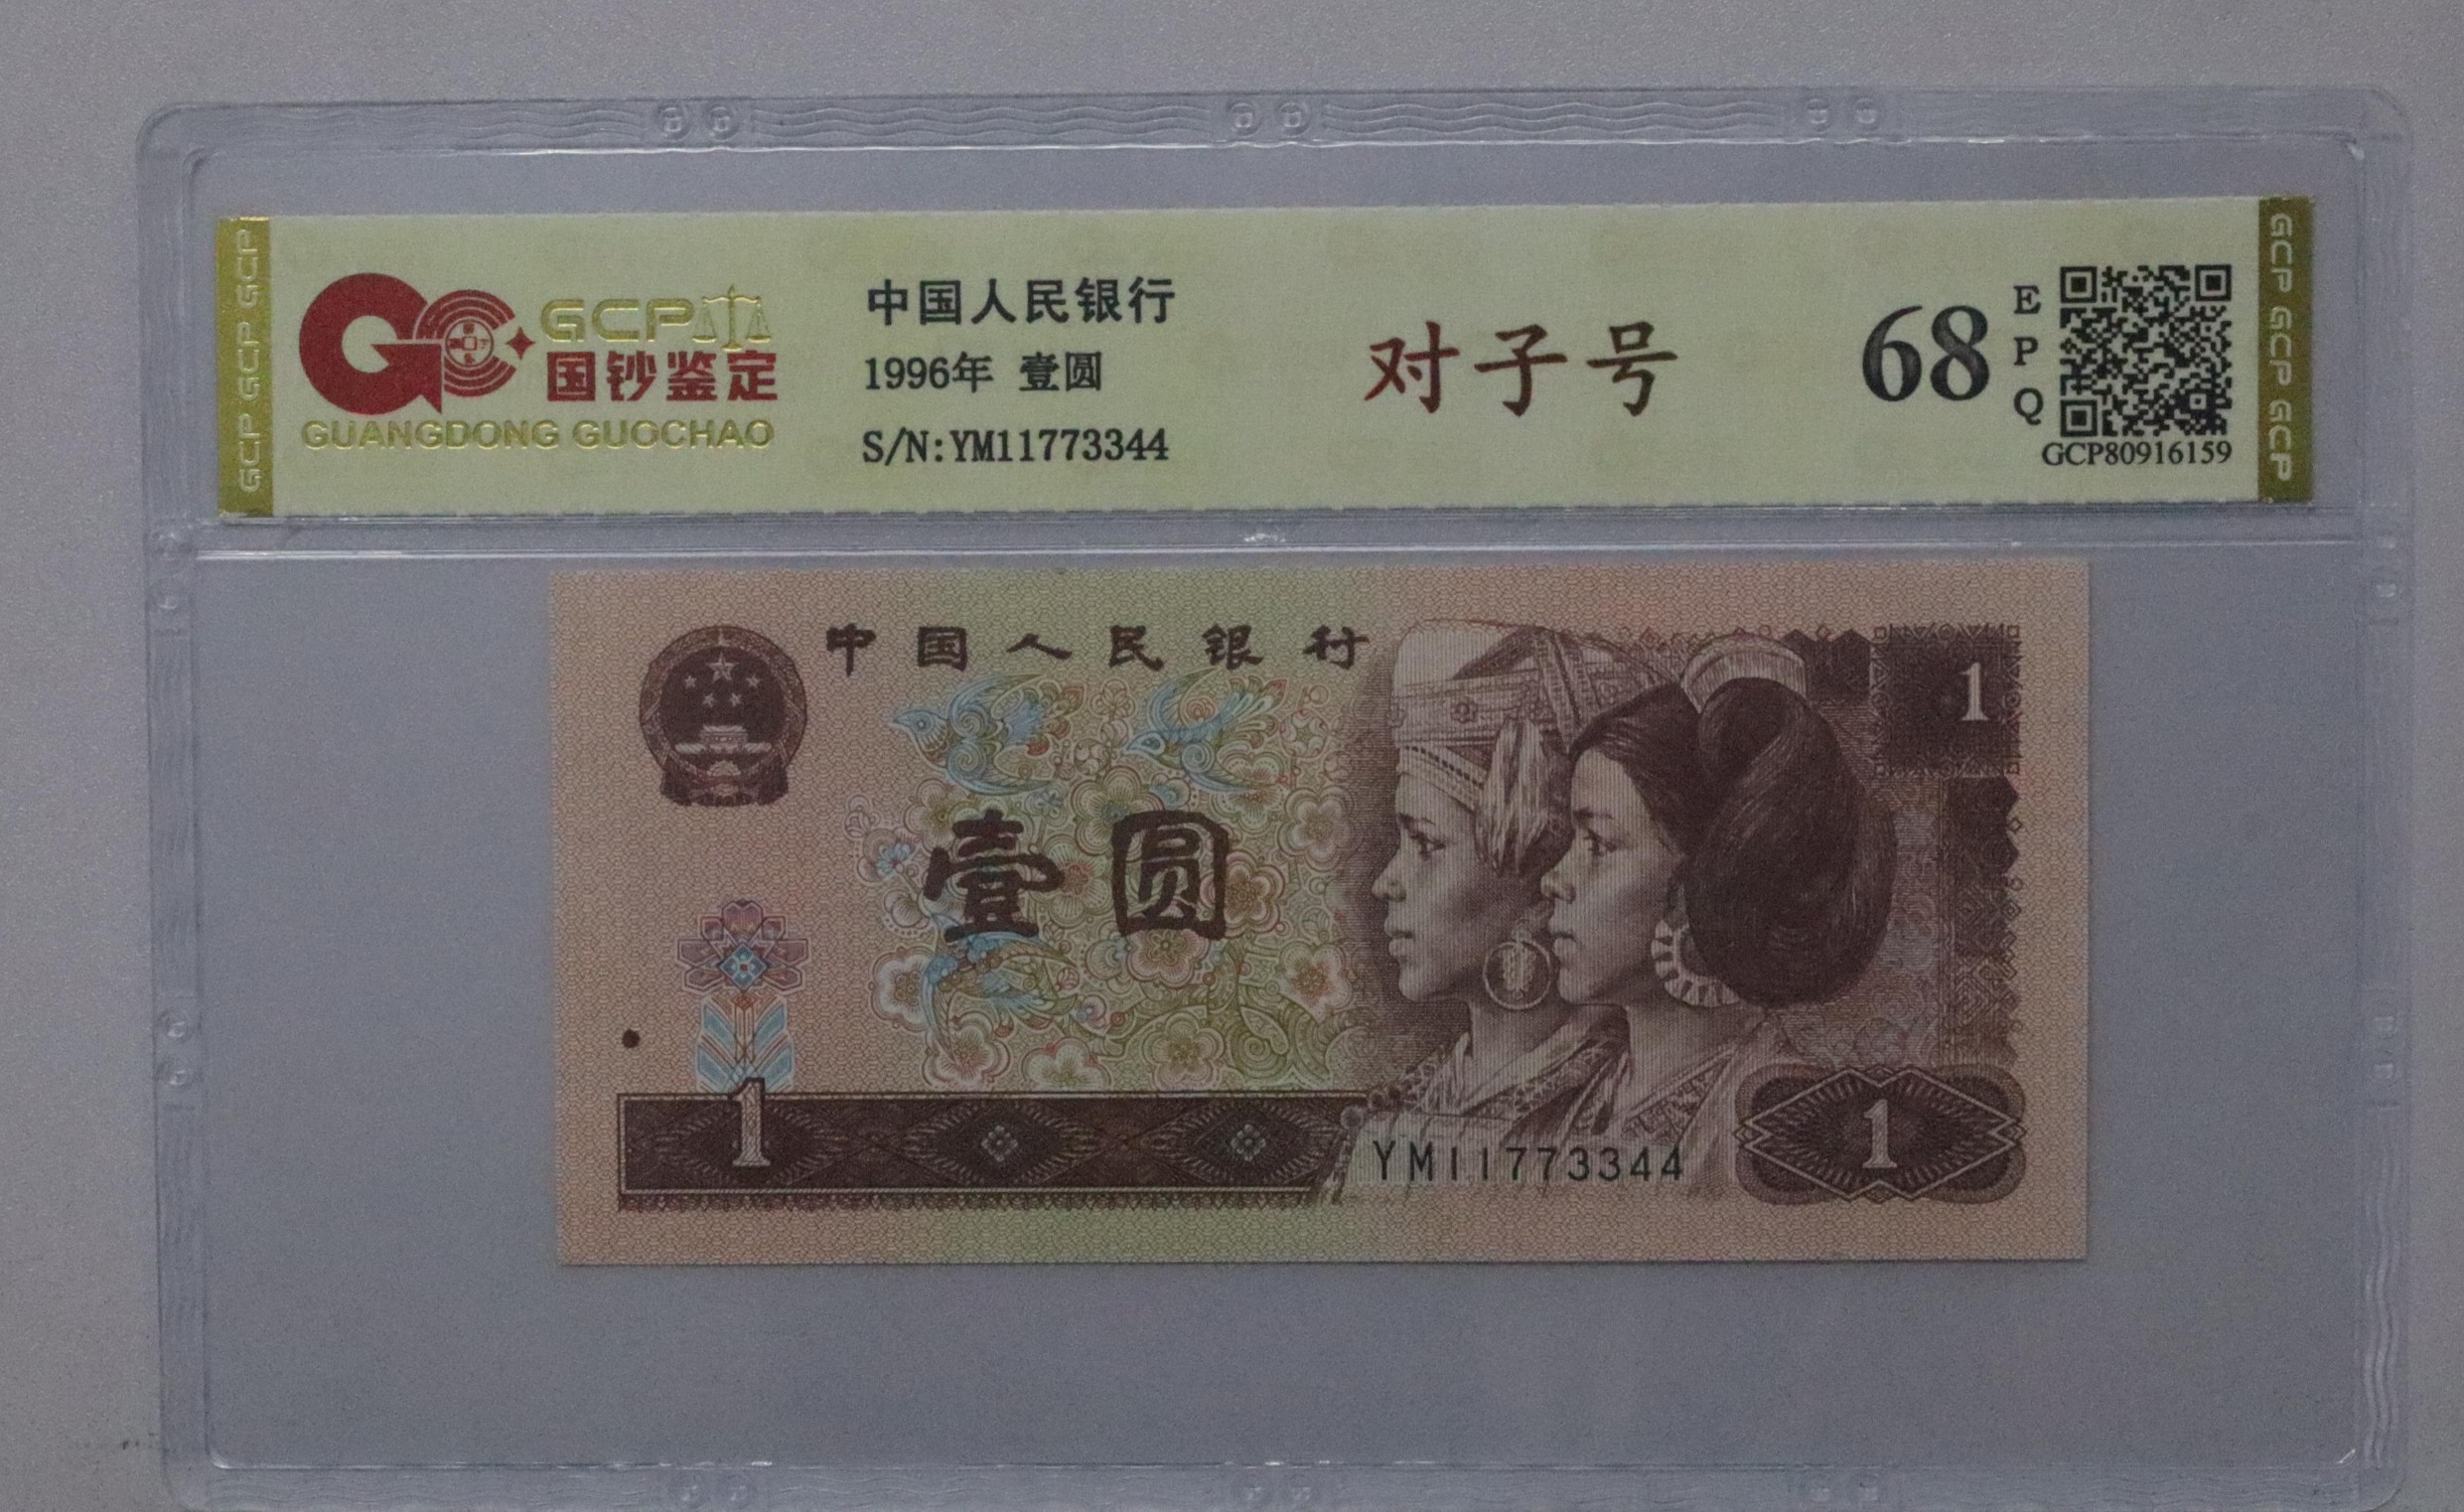 GCP GCP GCP
GCP
国钞鉴定
GUANGDONG GUOCHAO
中国人民银行
1996年 壹圆
S/N:YM11773344
对子号
68
E
P
Q
GCP80916159
GCP GCP GCP
中国人民银行
1
壹圆
1
YM11773344
1